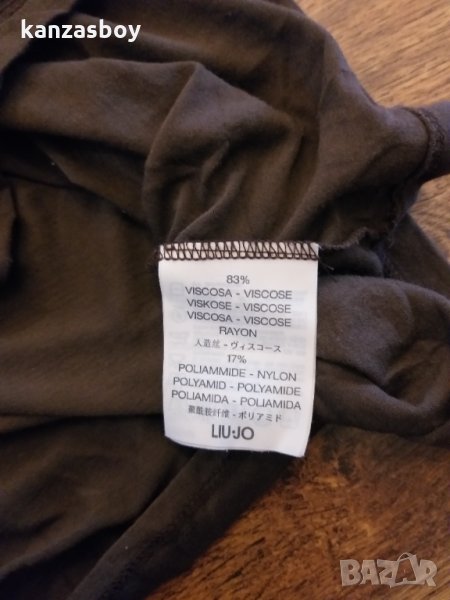 kanzasboy
83%
VISCOSA - VISCOSE
VISKOSE - VISCOSE
VISCOSA - VISCOSE
RAYON
人造丝 - ヴィスコース
17%
POLIAMMIDE - NYLON
POLYAMID - POLYAMIDE
POLIAMIDA - POLIAMIDA
聚酰胺纤维 - ポリアミド
LIU·JO
BAZAR